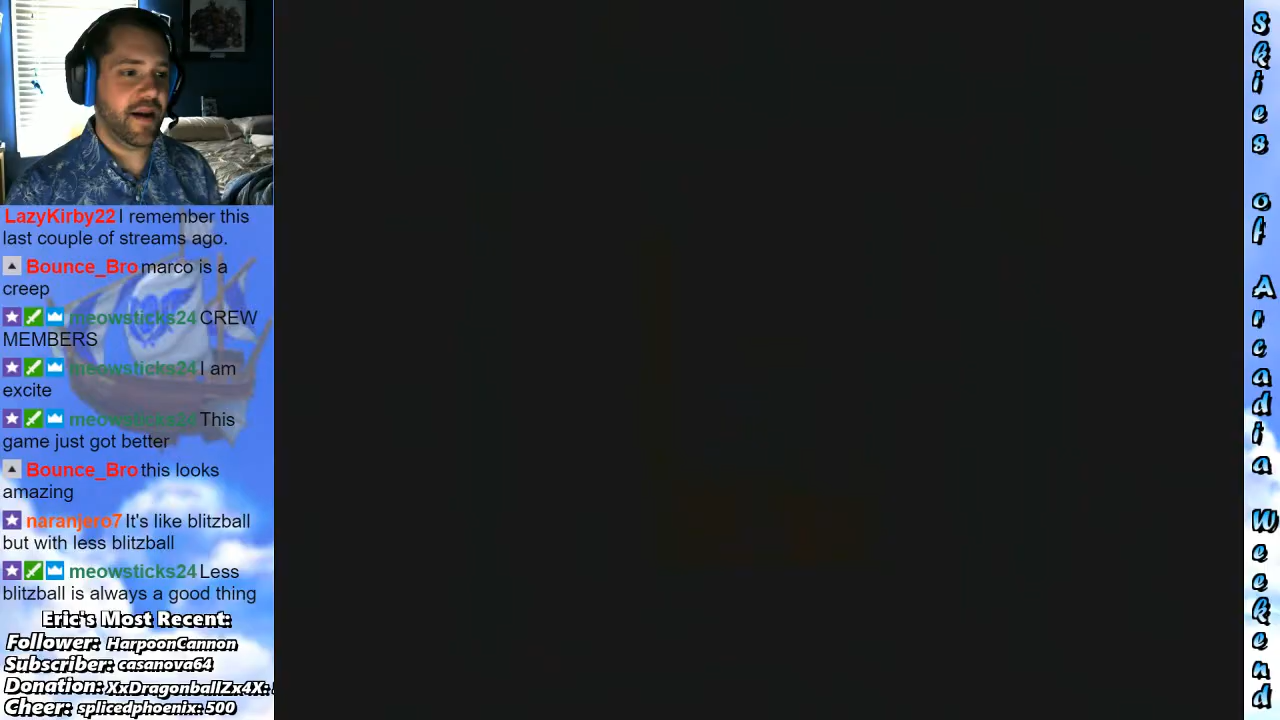 LazyKirby22 I remember this
last couple of streams ago.
Bounce_Bro marco is a
creep
meowsticks24 CREW
MEMBERS
meowsticks24 I am
excite
meowsticks24 This
game just got better
Bounce_Bro this looks
amazing
naranjero7 It's like blitzball
but with less blitzball
meowsticks24 Less
blitzball is always a good thing
Eric's Most Recent:
Follower: HarpoonCannon
Subscriber: casanova64
Donation: XxDragonballZx4X:
Cheer: splicedphoenix: 500
Skies of Arcadia Weekend